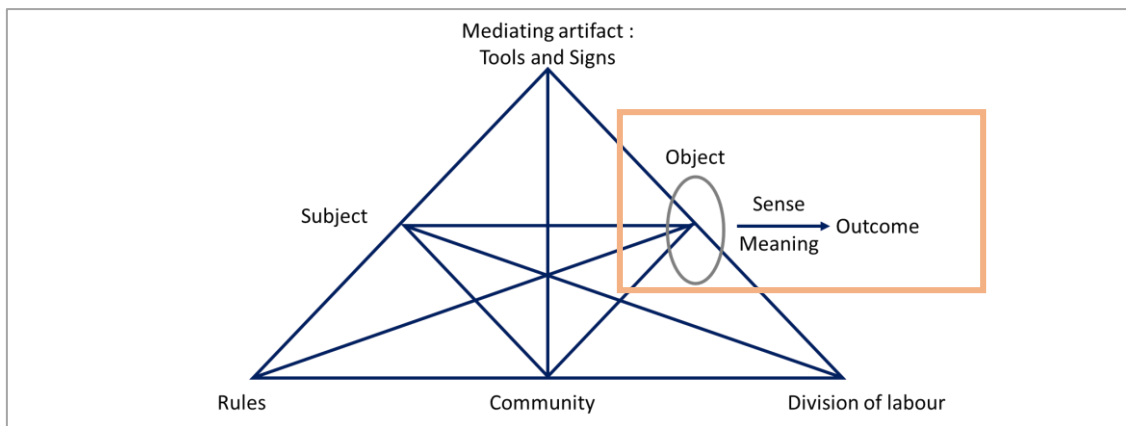 Mediating artifact :
Tools and Signs
Object
Subject
Sense
Meaning
Outcome
Rules
Community
Division of labour